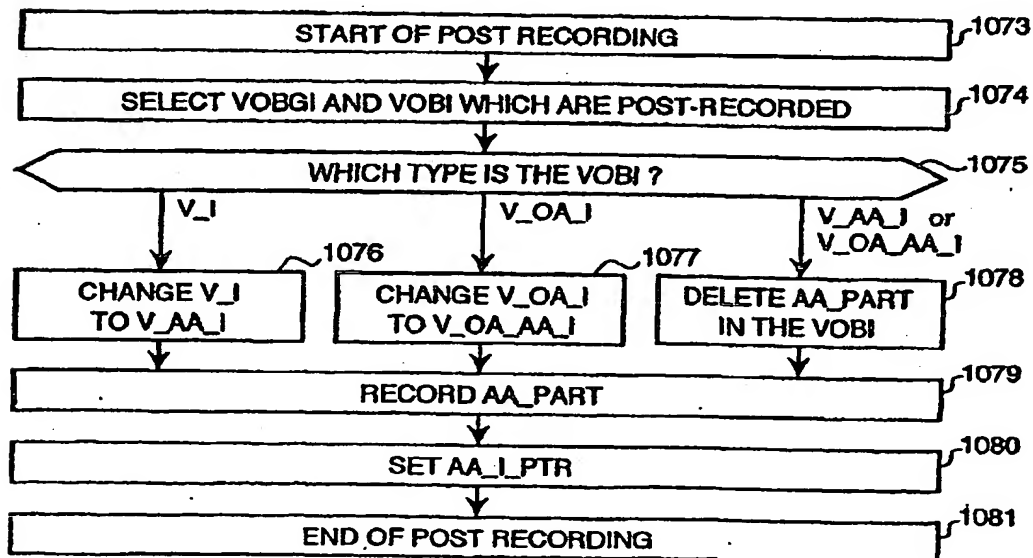 START OF POST RECORDING
1073
SELECT VOBGI AND VOBI WHICH ARE POST-RECORDED
1074
WHICH TYPE IS THE VOBI ?
1075
V_I
V_OA_I
V_AA_I or
V_OA_AA_I
1076
CHANGE V_I
TO V_AA_I
1077
CHANGE V_OA_I
TO V_OA_AA_I
1078
DELETE AA_PART
IN THE VOBI
1079
RECORD AA_PART
1080
SET AA_I_PTR
1081
END OF POST RECORDING